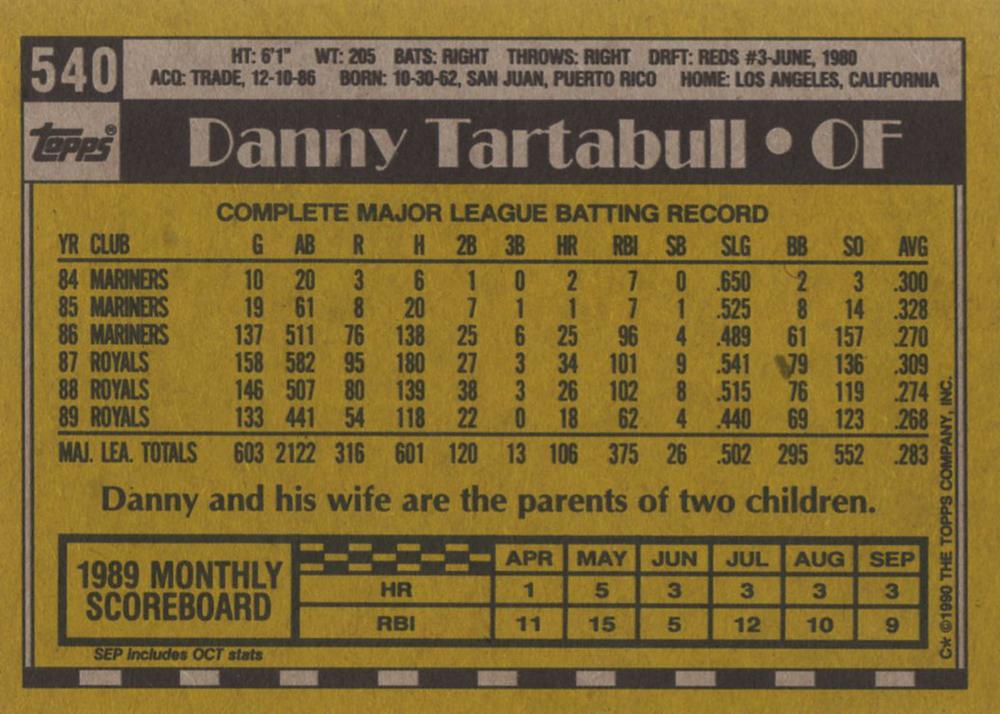 540
HT: 6'1" WT: 205 BATS: RIGHT THROWS: RIGHT DRFT: REDS #3-JUNE, 1980
ACQ: TRADE, 12-10-86 BORN: 10-30-62, SAN JUAN, PUERTO RICO HOME: LOS ANGELES, CALIFORNIA
topps®
Danny Tartabull • OF
COMPLETE MAJOR LEAGUE BATTING RECORD
YR CLUB G AB R H 2B 3B HR RBI SB SLG BB SO AVG
84 MARINERS 10 20 3 6 1 0 2 7 0 .650 2 3 .300
85 MARINERS 19 61 8 20 7 1 1 7 1 .525 8 14 .328
86 MARINERS 137 511 76 138 25 6 25 96 4 .489 61 157 .270
87 ROYALS 158 582 95 180 27 3 34 101 9 .541 79 136 .309
88 ROYALS 146 507 80 139 38 3 26 102 8 .515 76 119 .274
89 ROYALS 133 441 54 118 22 0 18 62 4 .440 69 123 .268
MAJ. LEA. TOTALS 603 2122 316 601 120 13 106 375 26 .502 295 552 .283
Danny and his wife are the parents of two children.
1989 MONTHLY
SCOREBOARD
APR MAY JUN JUL AUG SEP
HR 1 5 3 3 3 3
RBI 11 15 5 12 10 9
SEP includes OCT stats
C* ©1990 THE TOPPS COMPANY, INC.